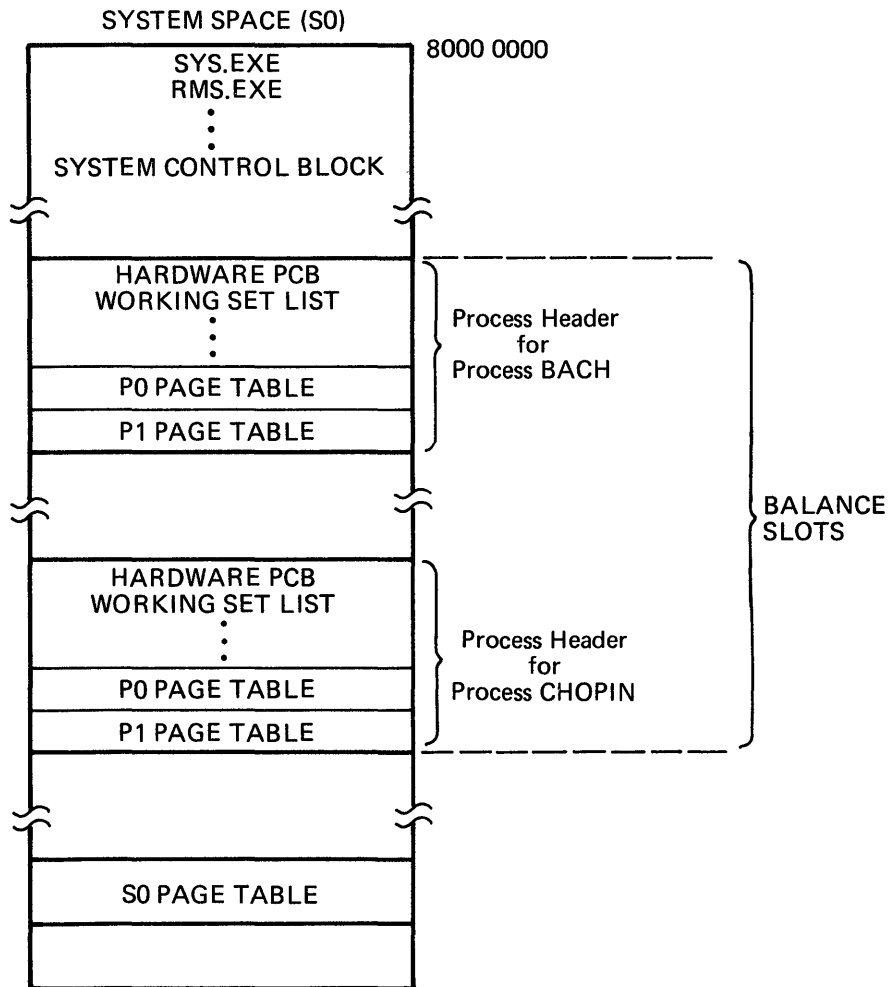 SYSTEM SPACE (S0)
8000 0000
SYS.EXE
RMS.EXE
SYSTEM CONTROL BLOCK
HARDWARE PCB
WORKING SET LIST
P0 PAGE TABLE
P1 PAGE TABLE
Process Header
for
Process BACH
BALANCE
SLOTS
HARDWARE PCB
WORKING SET LIST
P0 PAGE TABLE
P1 PAGE TABLE
Process Header
for
Process CHOPIN
S0 PAGE TABLE